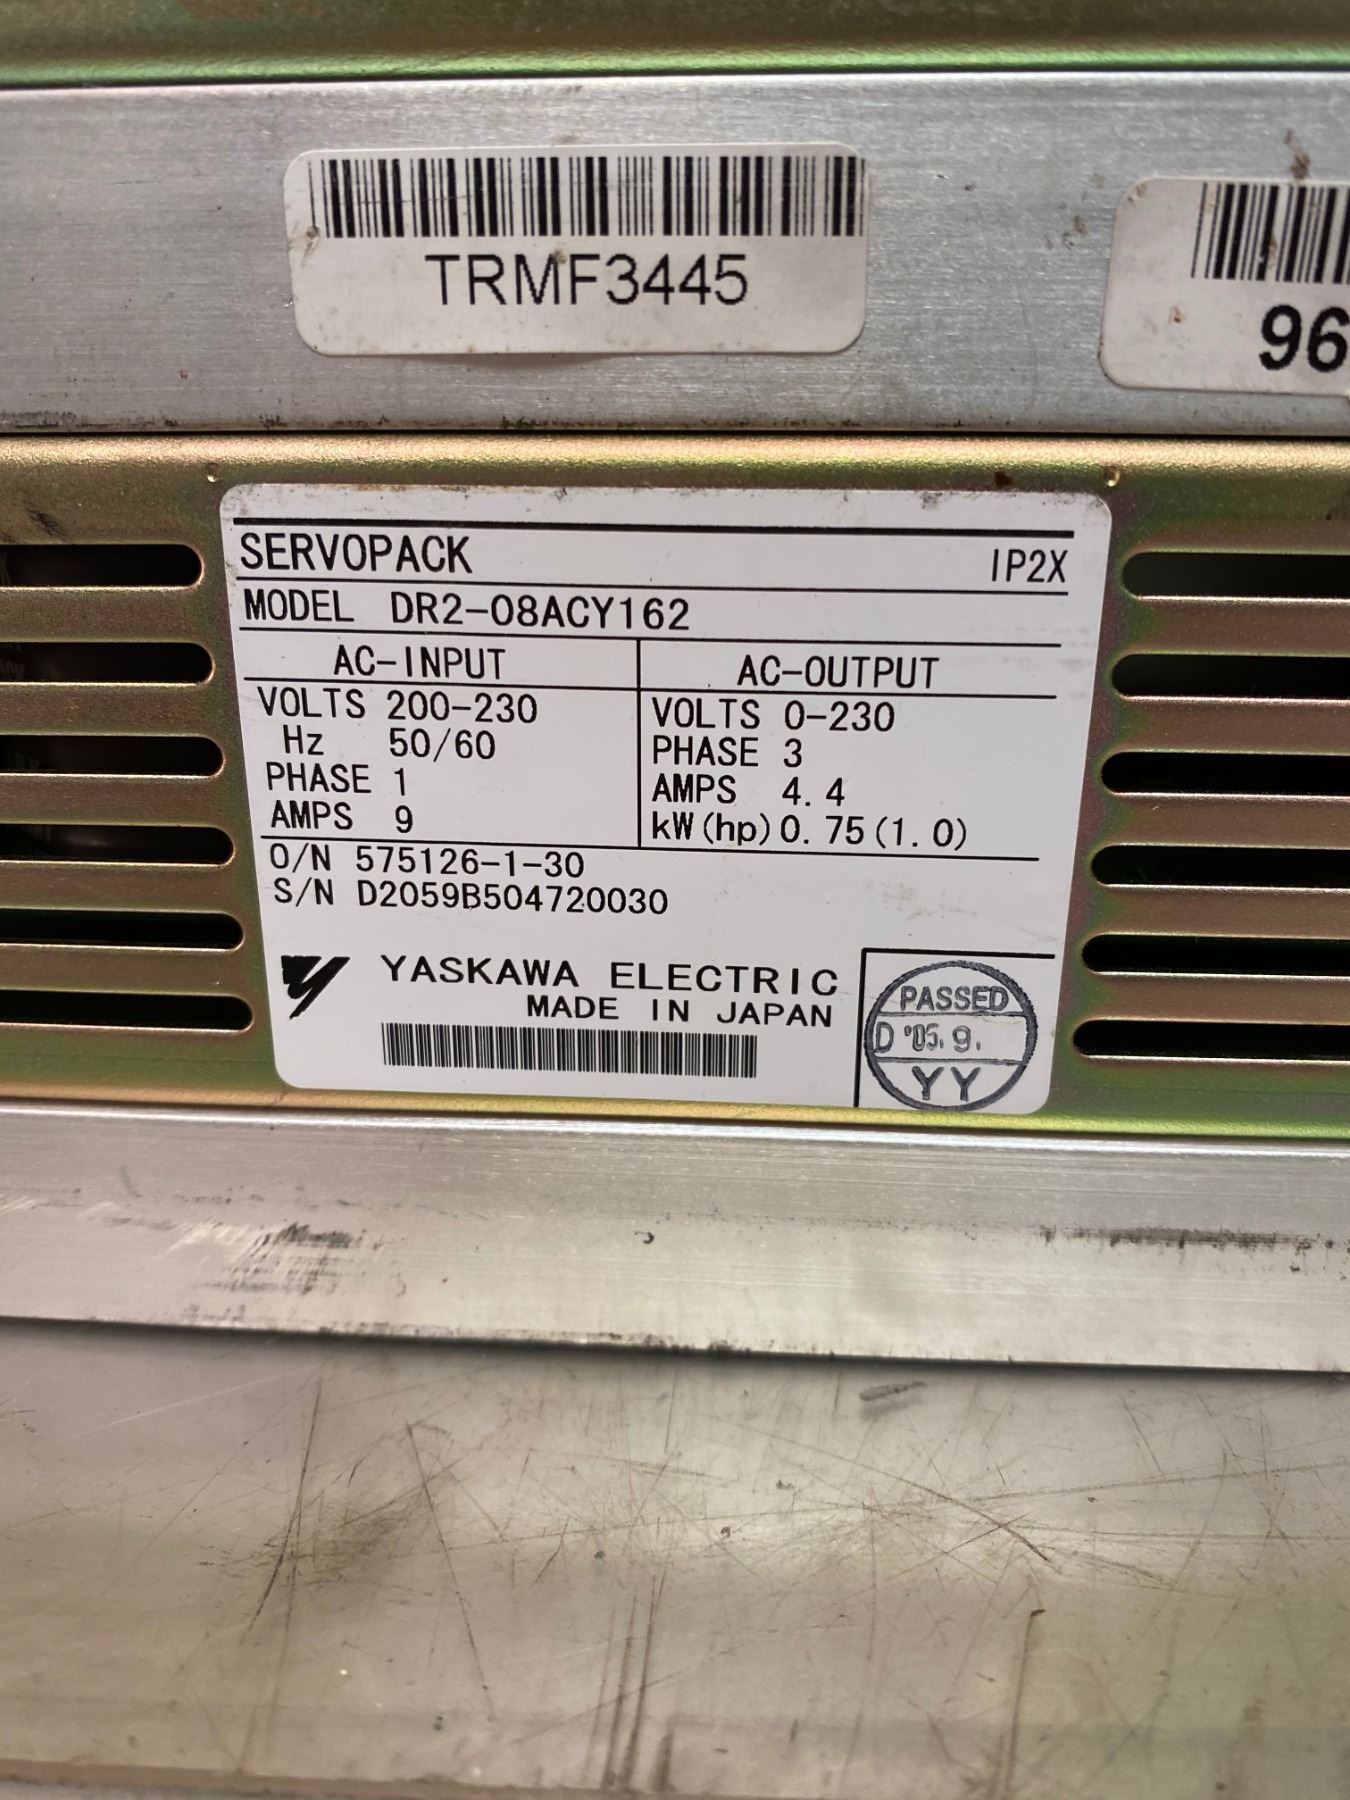 TRMF3445
96
SERVOPACK IP2X
MODEL DR2-08ACY162
AC-INPUT AC-OUTPUT
VOLTS 200-230 VOLTS 0-230
Hz 50/60 PHASE 3
PHASE 1 AMPS 4.4
AMPS 9 kW(hp) 0.75(1.0)
O/N 575126-1-30
S/N D2059B504720030
YASKAWA ELECTRIC
MADE IN JAPAN
PASSED
D '05.9.
YY